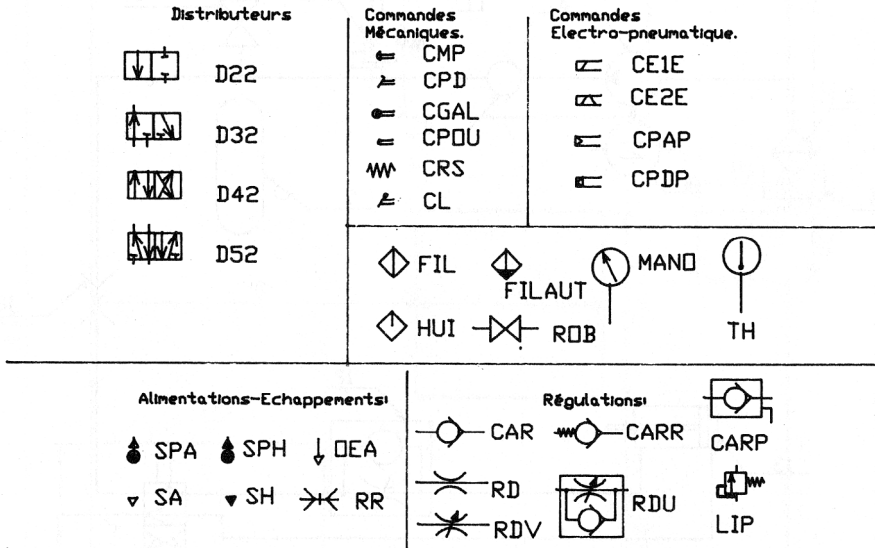 Distributeurs
D22
D32
D42
D52
Commandes
Mécaniques.
CMP
CPD
CGAL
CPOU
CRS
CL
Commandes
Electro-pneumatique.
CE1E
CE2E
CPAP
CPDP
FIL
FILAUT
MANO
HUI
ROB
TH
Alimentations-Echappements:
SPA
SPH
OEA
SA
SH
RR
Régulations:
CAR
CARR
CARP
RD
RDU
RDV
LIP